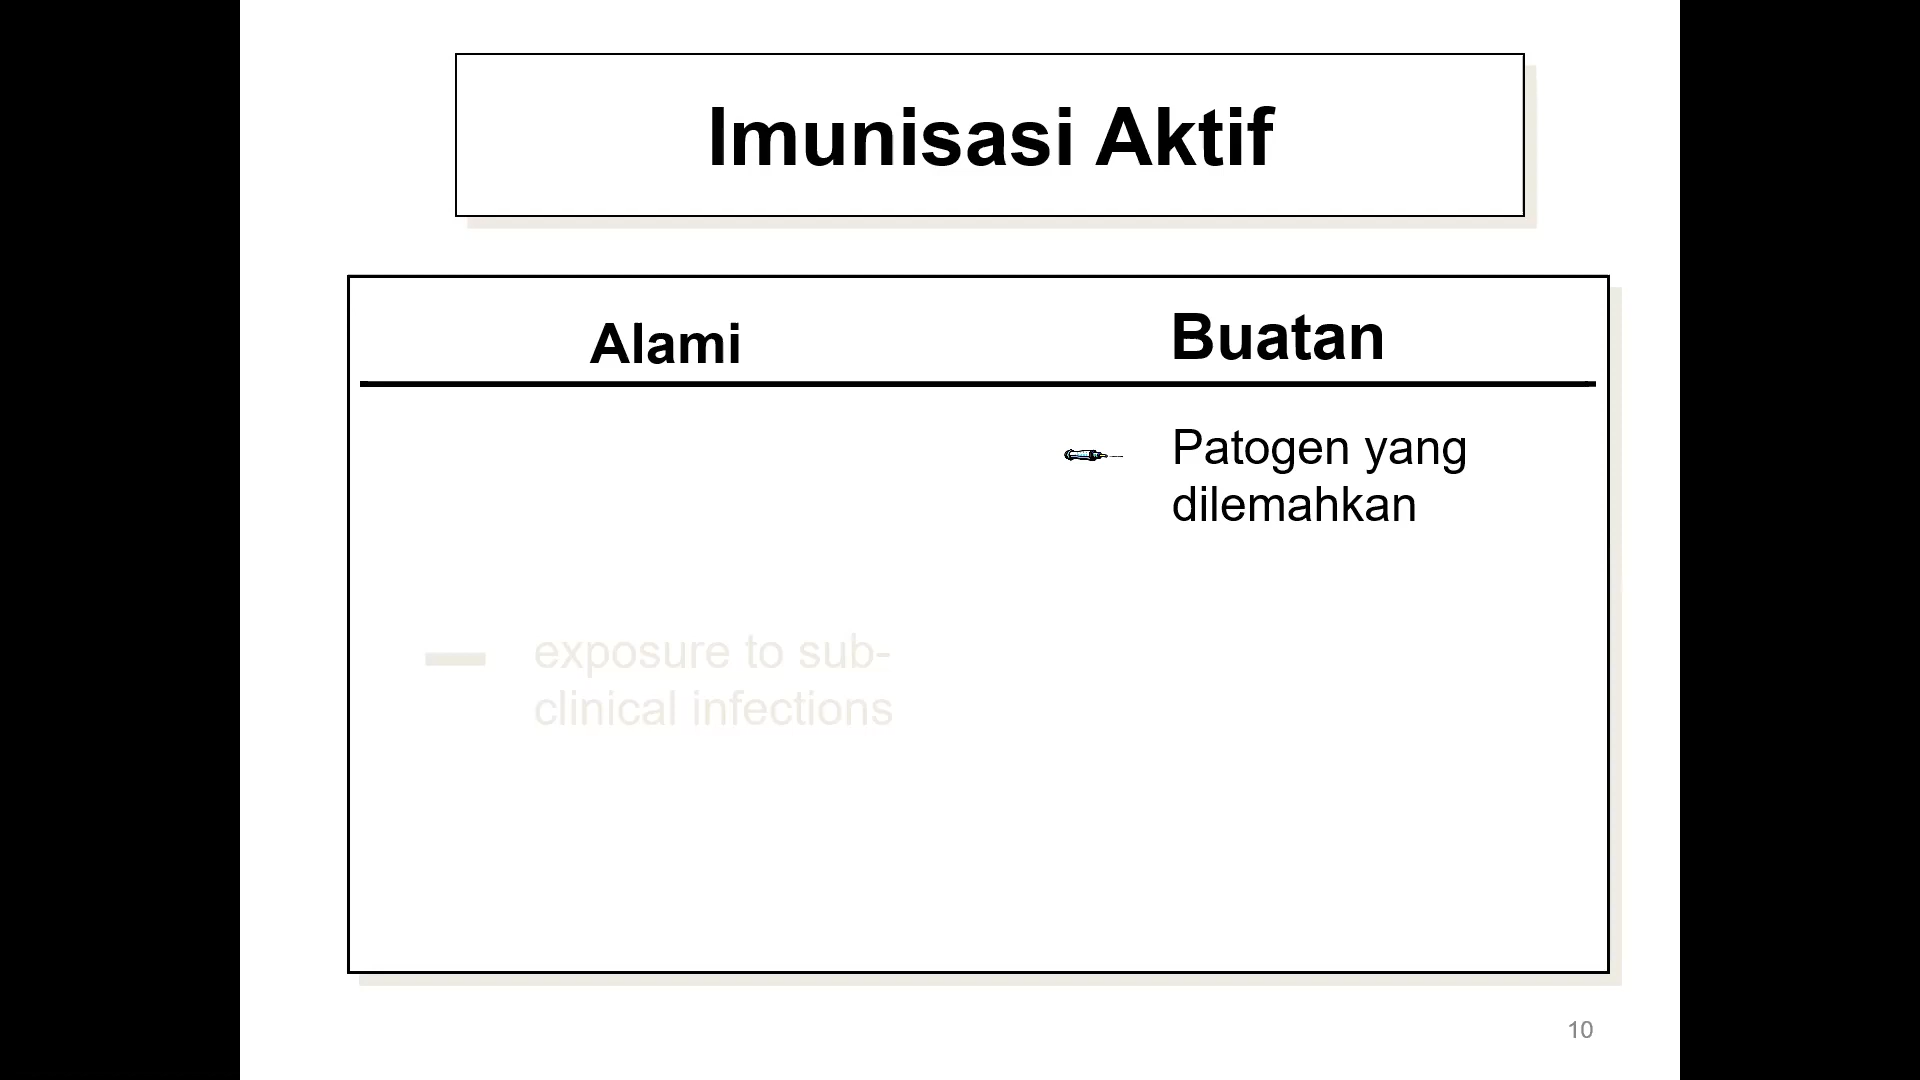 Imunisasi Aktif
Alami
Buatan
Patogen yang
dilemahkan
exposure to sub-
clinical infections
10